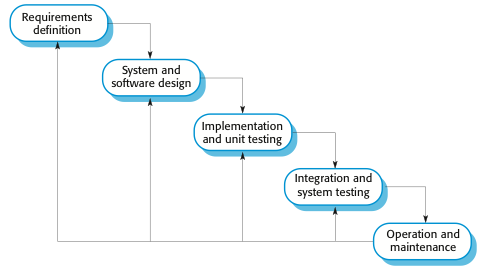 Requirements
definition
System and
software design
Implementation
and unit testing
Integration and
system testing
Operation and
maintenance